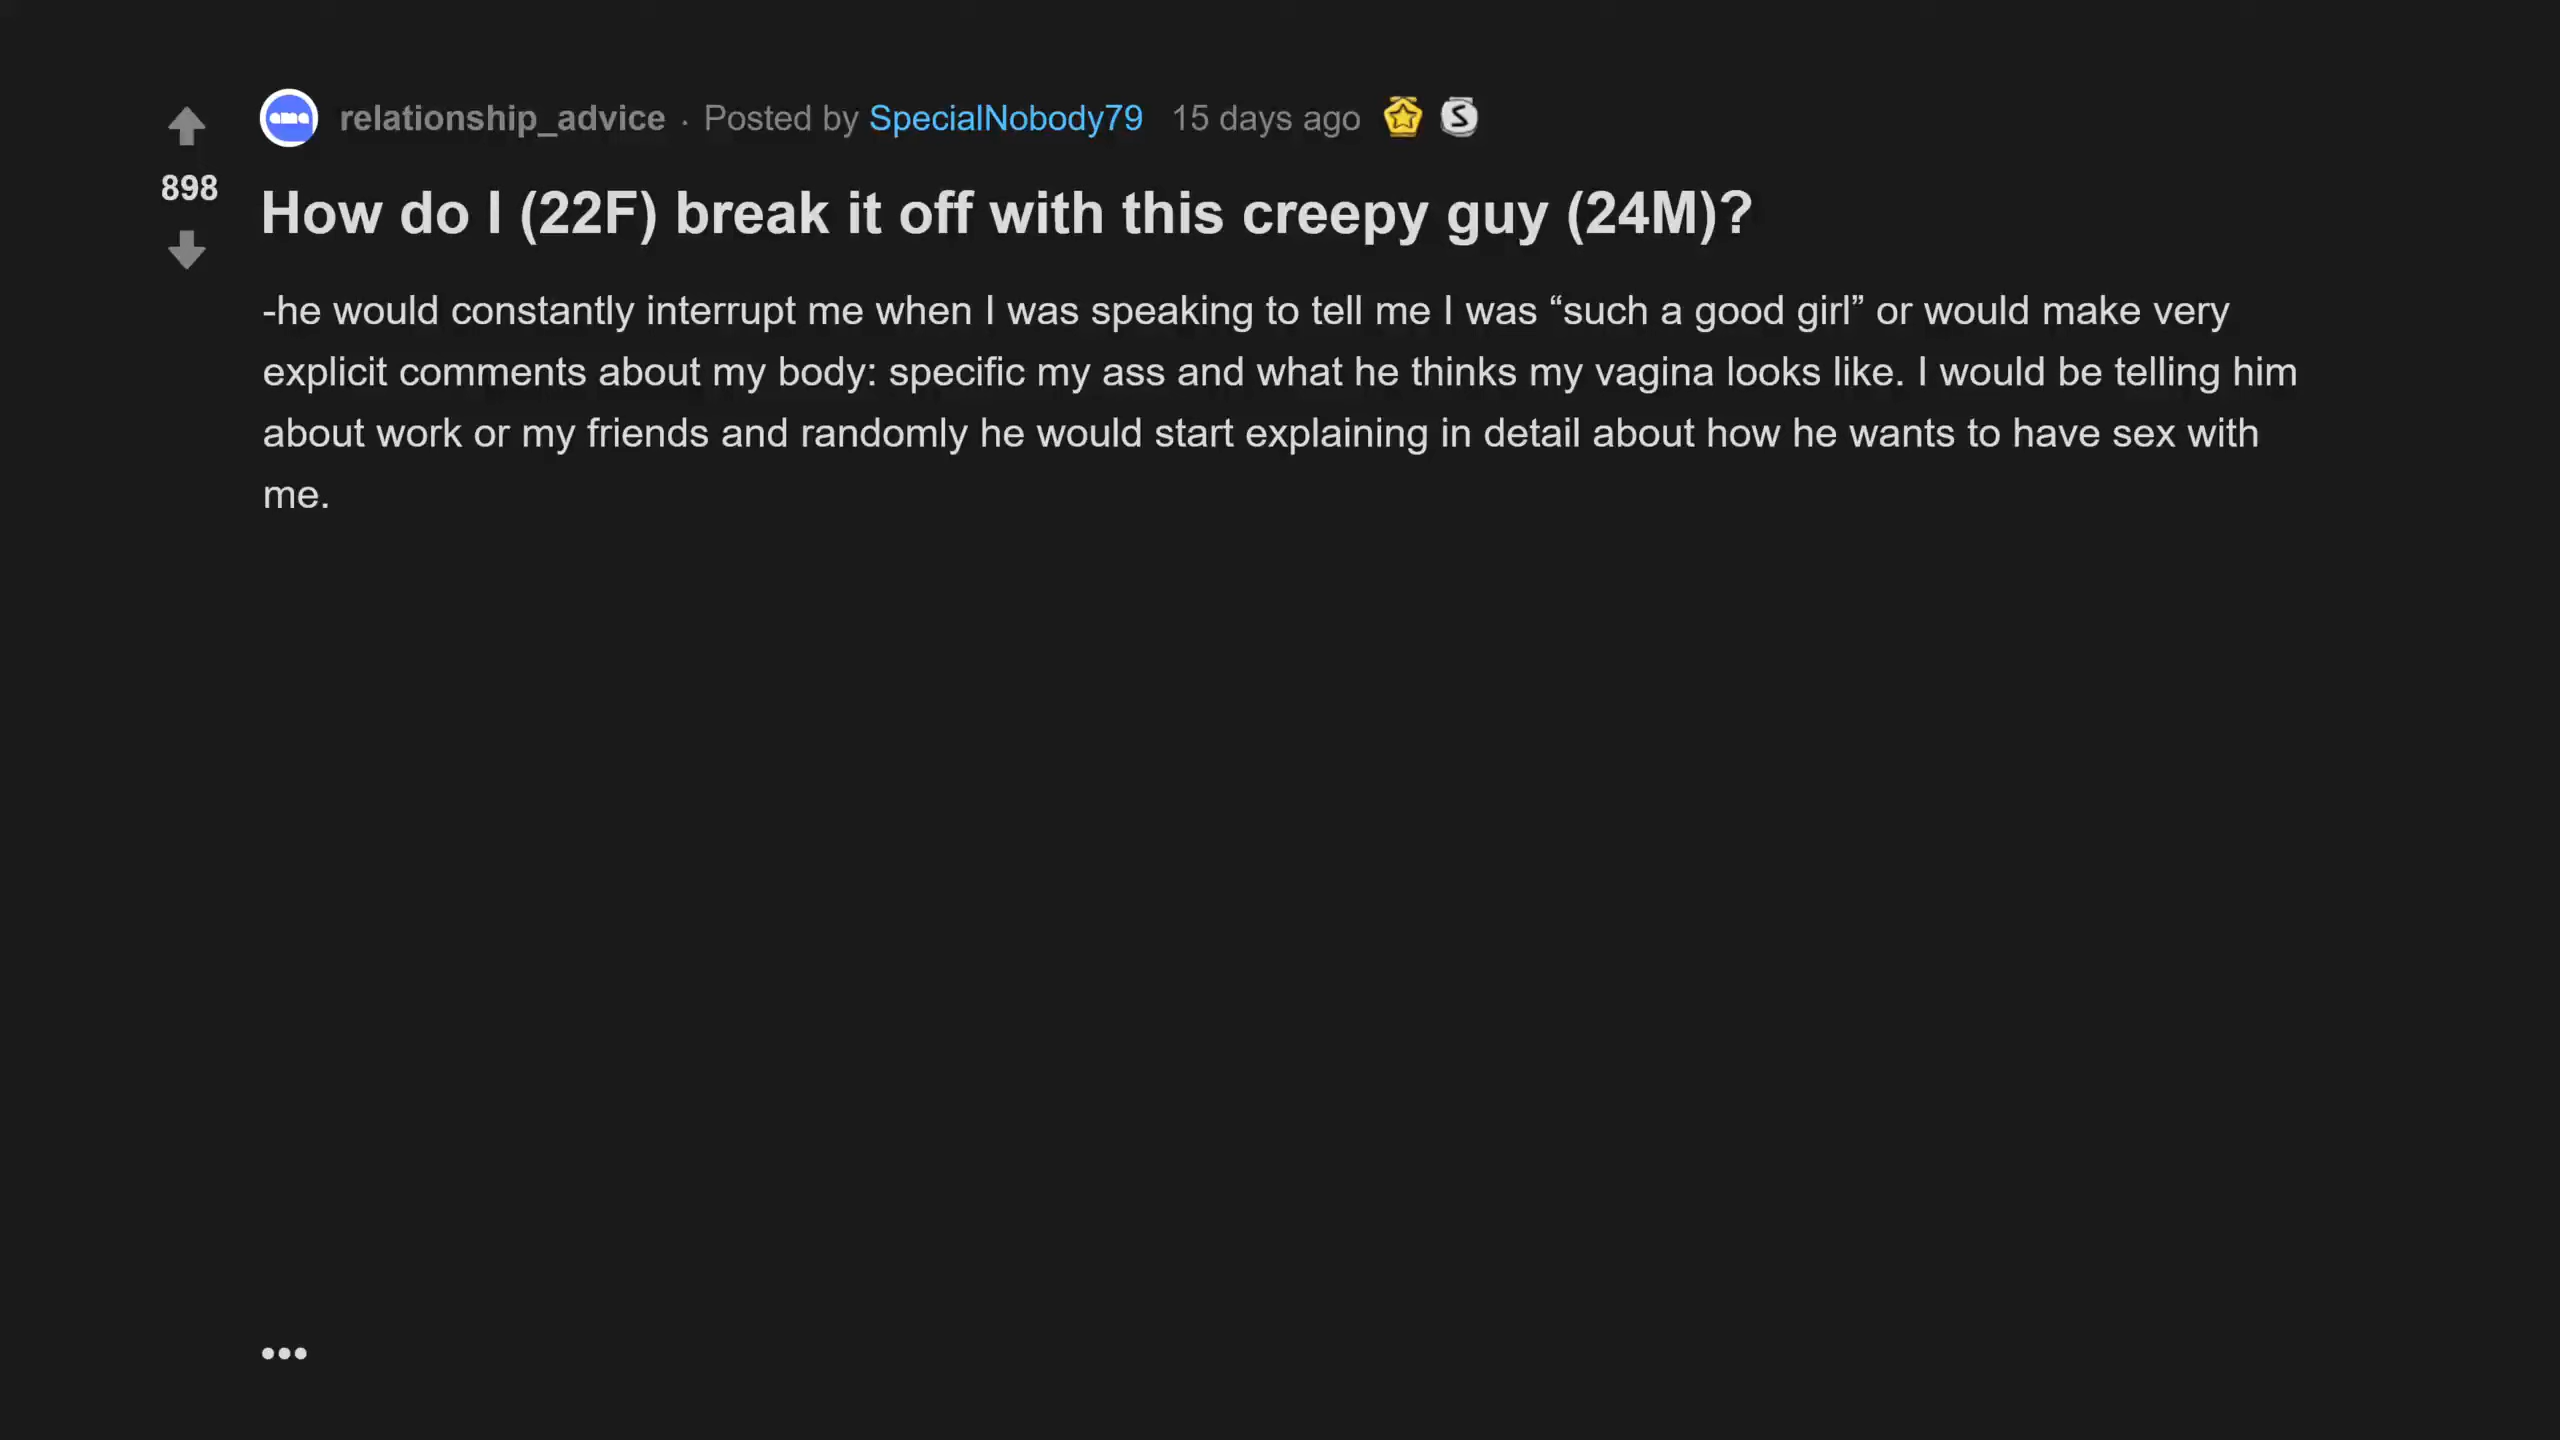 relationship_advice · Posted by SpecialNobody79 15 days ago
898
How do I (22F) break it off with this creepy guy (24M)?
-he would constantly interrupt me when I was speaking to tell me I was “such a good girl” or would make very
explicit comments about my body: specific my ass and what he thinks my vagina looks like. I would be telling him
about work or my friends and randomly he would start explaining in detail about how he wants to have sex with
me.
•••